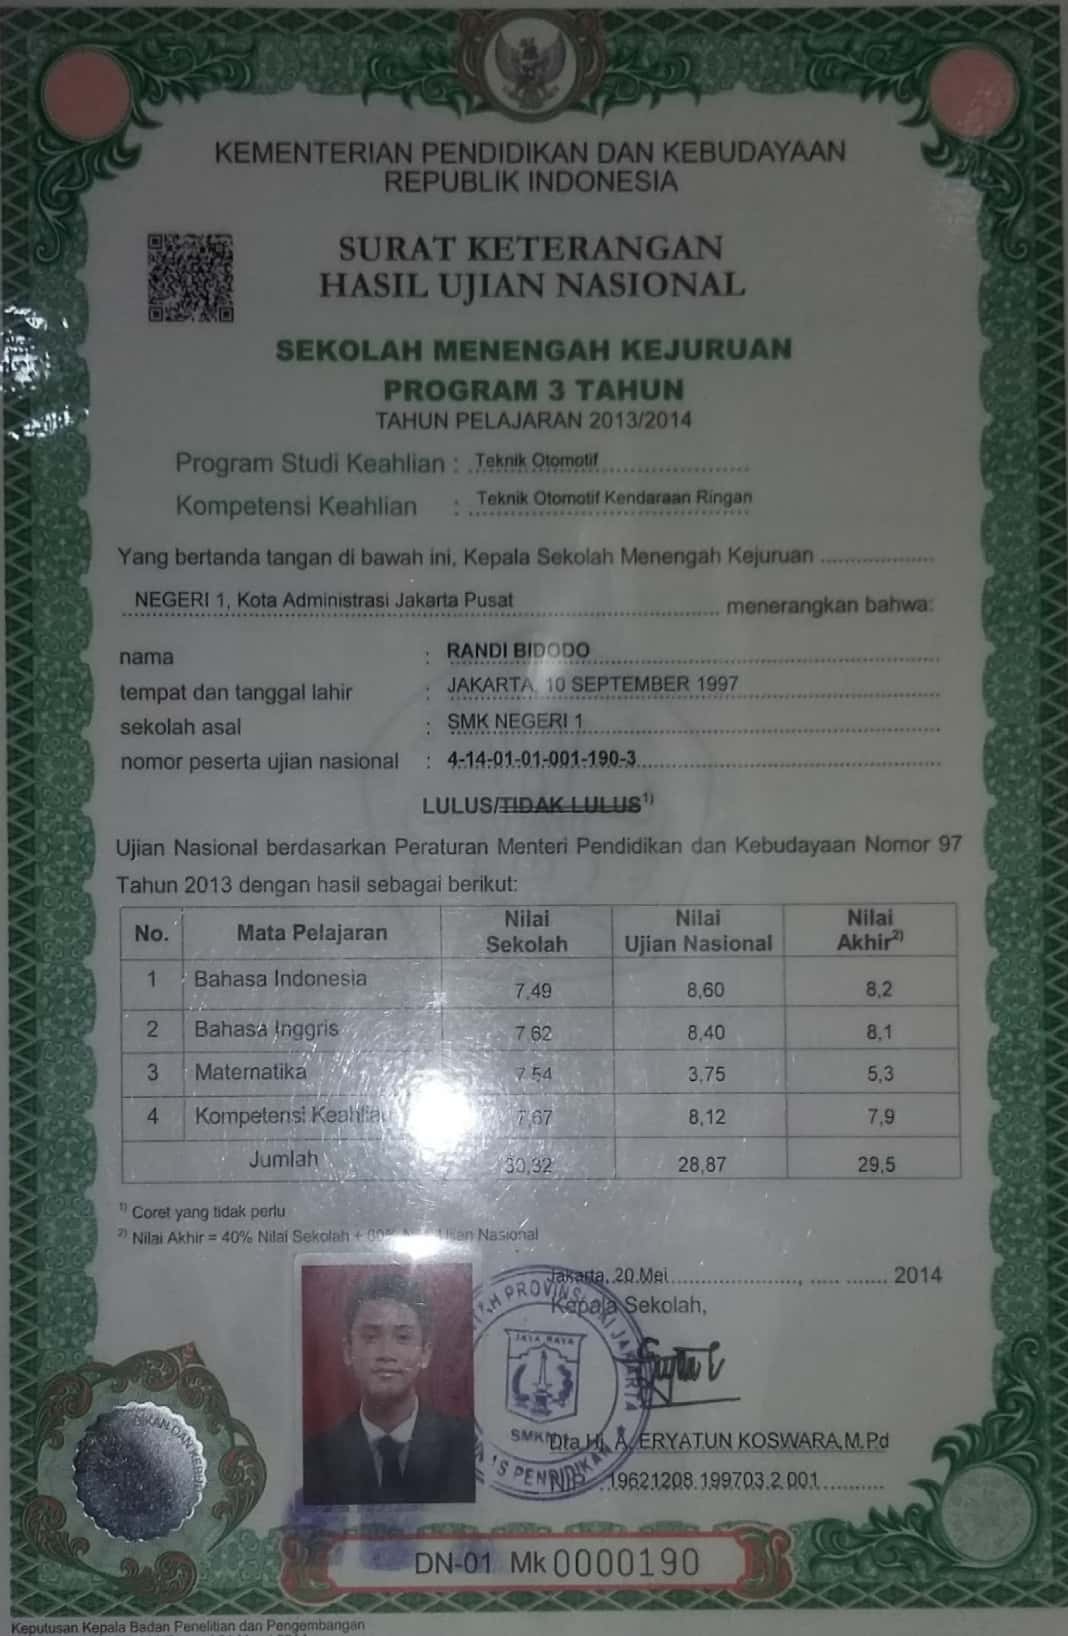 KEMENTERIAN PENDIDIKAN DAN KEBUDAYAAN
REPUBLIK INDONESIA
SURAT KETERANGAN
HASIL UJIAN NASIONAL
SEKOLAH MENENGAH KEJURUAN
PROGRAM 3 TAHUN
TAHUN PELAJARAN 2013/2014
Program Studi Keahlian : Teknik Otomotif
Kompetensi Keahlian : Teknik Otomotif Kendaraan Ringan
Yang bertanda tangan di bawah ini, Kepala Sekolah Menengah Kejuruan
NEGERI 1, Kota Administrasi Jakarta Pusat menerangkan bahwa:
nama : RANDI BIDODO
tempat dan tanggal lahir : JAKARTA, 10 SEPTEMBER 1997
sekolah asal : SMK NEGERI 1
nomor peserta ujian nasional : 4-14-01-01-001-190-3
LULUS/TIDAK LULUS1)
Ujian Nasional berdasarkan Peraturan Menteri Pendidikan dan Kebudayaan Nomor 97
Tahun 2013 dengan hasil sebagai berikut:
No. Mata Pelajaran Nilai Sekolah Nilai Ujian Nasional Nilai Akhir2)
1 Bahasa Indonesia 7,49 8,60 8,2
2 Bahasa Inggris 7,62 8,40 8,1
3 Matematika 7,54 3,75 5,3
4 Kompetensi Keahlian 7,67 8,12 7,9
Jumlah 30,32 28,87 29,5
1) Coret yang tidak perlu
2) Nilai Akhir = 40% Nilai Sekolah + Ujian Nasional
Jakarta, 20 Mei 2014
Kepala Sekolah,
JAYA RAYA
SMKN
Dra Hj. A. ERYATUN KOSWARA,M.Pd
NIP. 19621208 199703 2 001
DN-01 Mk 0000190
Keputusan Kepala Badan Penelitian dan Pengembangan